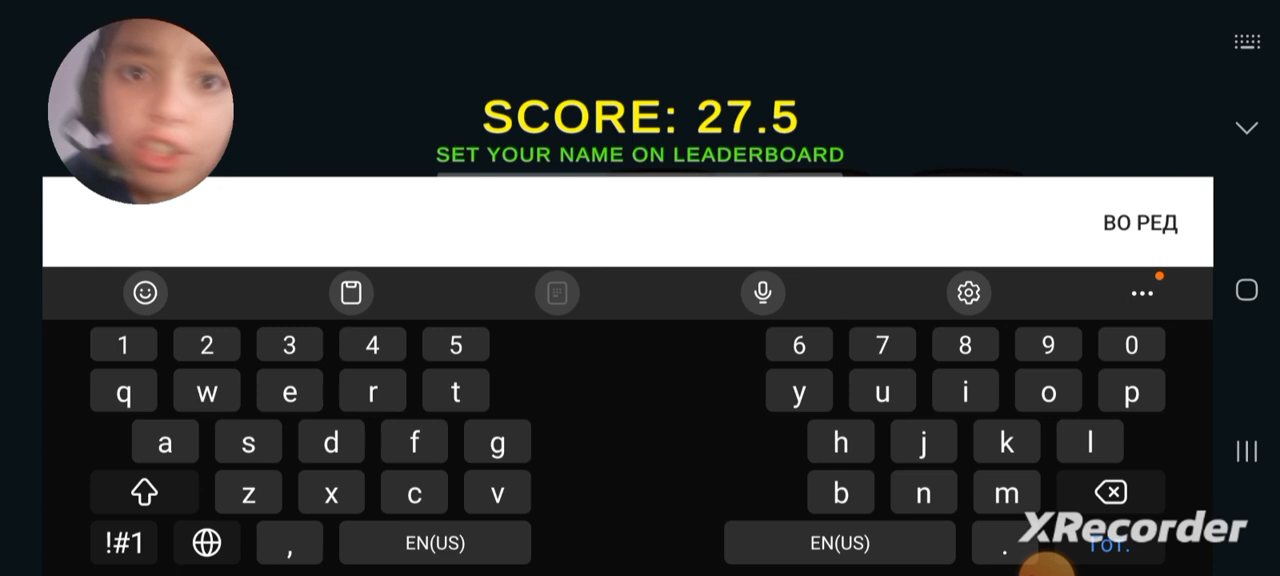 SCORE: 27.5
SET YOUR NAME ON LEADERBOARD
ВО РЕД
1 2 3 4 5 6 7 8 9 0
q w e r t y u i o p
a s d f g h j k l
z x c v b n m
!#1 , EN(US) EN(US) . Гот.
XRecorder